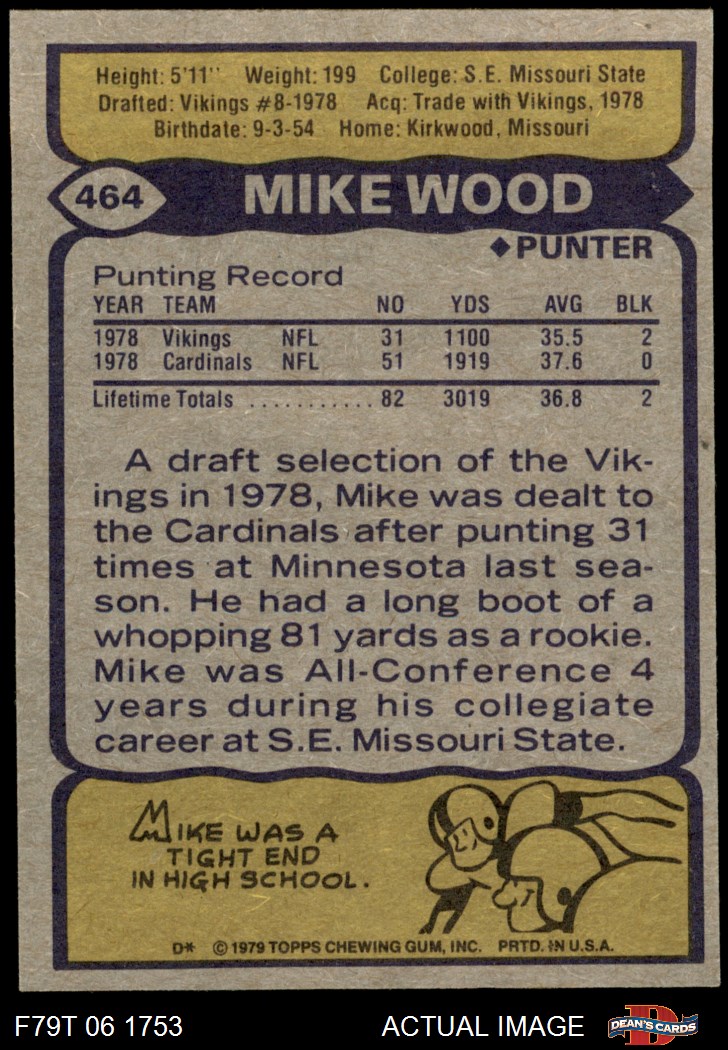 Height: 5'11" Weight: 199 College: S.E. Missouri State
Drafted: Vikings #8-1978 Acq: Trade with Vikings, 1978
Birthdate: 9-3-54 Home: Kirkwood, Missouri
464 MIKE WOOD
◆PUNTER
Punting Record
YEAR TEAM NO YDS AVG BLK
1978 Vikings NFL 31 1100 35.5 2
1978 Cardinals NFL 51 1919 37.6 0
Lifetime Totals ........... 82 3019 36.8 2
A draft selection of the Vik-
ings in 1978, Mike was dealt to
the Cardinals after punting 31
times at Minnesota last sea-
son. He had a long boot of a
whopping 81 yards as a rookie.
Mike was All-Conference 4
years during his collegiate
career at S.E. Missouri State.
MIKE WAS A
TIGHT END
IN HIGH SCHOOL.
D* © 1979 TOPPS CHEWING GUM, INC. PRTD. IN U.S.A.
F79T 06 1753 ACTUAL IMAGE D DEAN'S CARDS